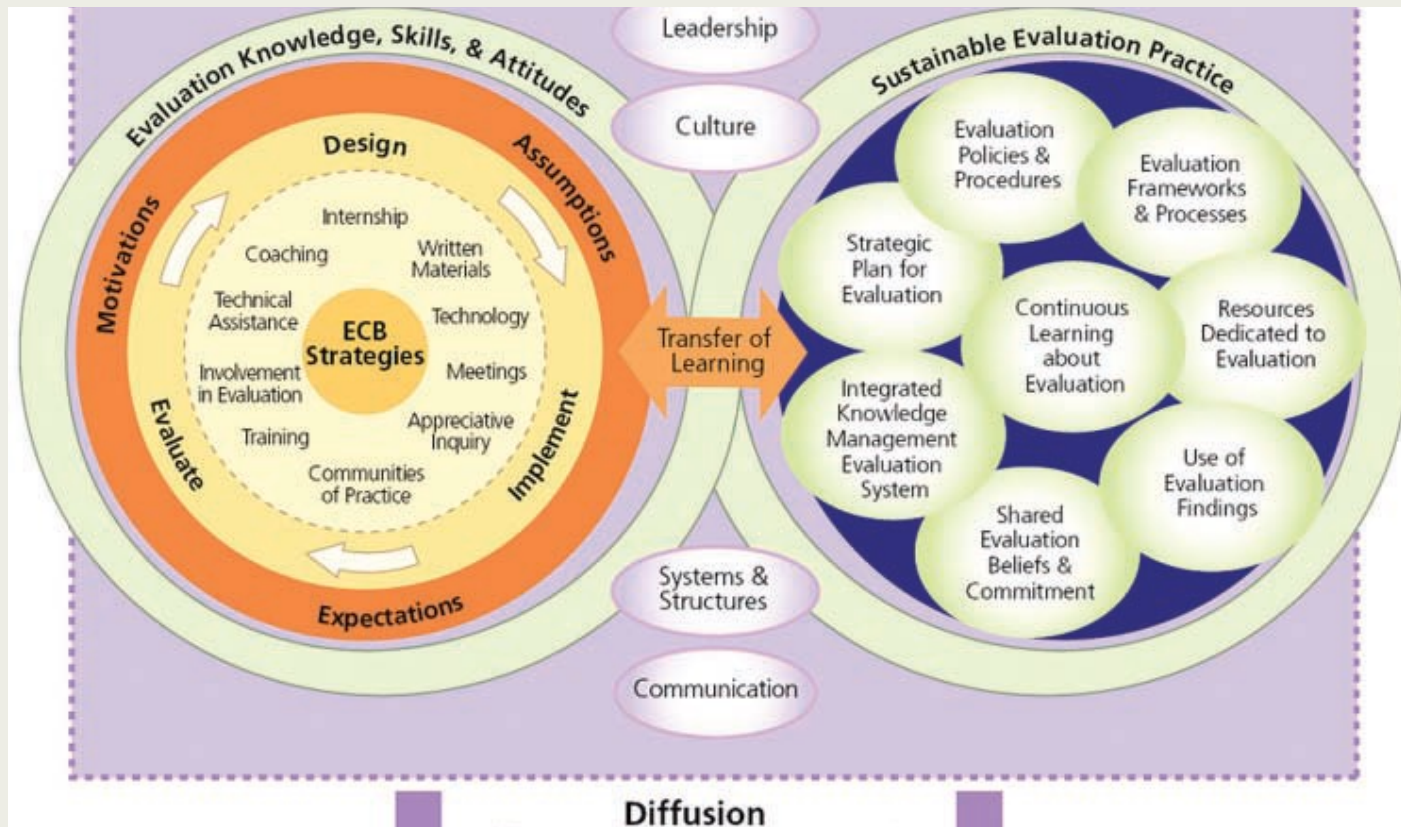 Leadership
Culture
Evaluation Knowledge, Skills, & Attitudes
Motivations
Assumptions
Expectations
Design
Implement
Evaluate
Internship
Coaching
Written
Materials
Technical
Assistance
Technology
ECB
Strategies
Involvement
in Evaluation
Meetings
Training
Appreciative
Inquiry
Communities
of Practice
Transfer of
Learning
Sustainable Evaluation Practice
Evaluation
Policies &
Procedures
Evaluation
Frameworks
& Processes
Strategic
Plan for
Evaluation
Continuous
Learning
about
Evaluation
Resources
Dedicated to
Evaluation
Integrated
Knowledge
Management
Evaluation
System
Use of
Evaluation
Findings
Shared
Evaluation
Beliefs &
Commitment
Systems &
Structures
Communication
Diffusion